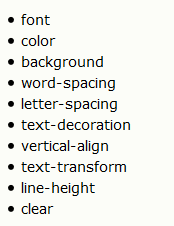 • font
• color
• background
• word-spacing
• letter-spacing
• text-decoration
• vertical-align
• text-transform
• line-height
• clear